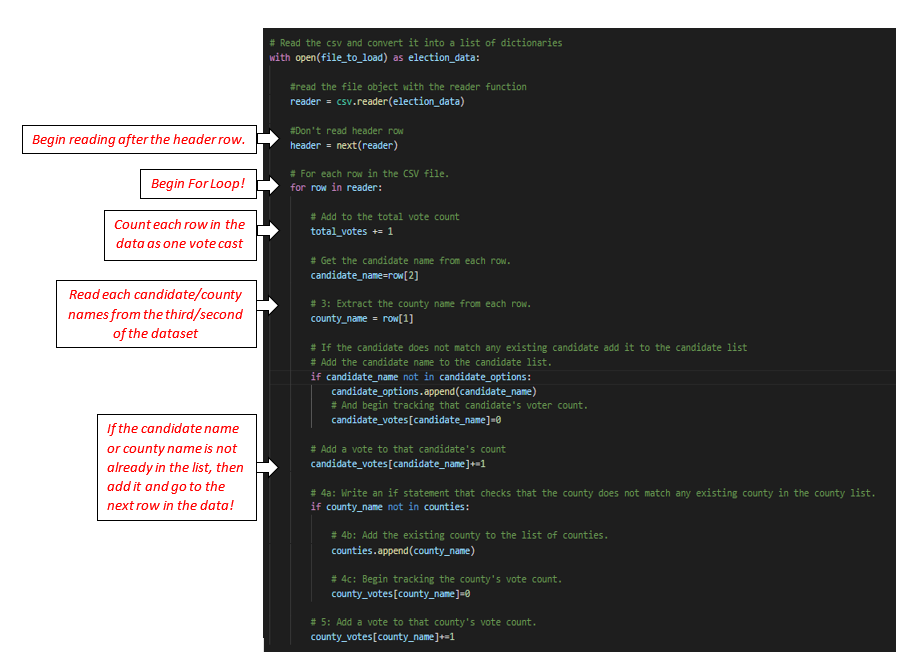 # Read the csv and convert it into a list of dictionaries
with open(file_to_load) as election_data:
#read the file object with the reader function
reader = csv.reader(election_data)
Begin reading after the header row.
#Don't read header row
header = next(reader)
Begin For Loop!
# For each row in the CSV file.
for row in reader:
Count each row in the
data as one vote cast
# Add to the total vote count
total_votes += 1
# Get the candidate name from each row.
candidate_name=row[2]
Read each candidate/county
names from the third/second
of the dataset
# 3: Extract the county name from each row.
county_name = row[1]
# If the candidate does not match any existing candidate add it to the candidate list
# Add the candidate name to the candidate list.
if candidate_name not in candidate_options:
candidate_options.append(candidate_name)
# And begin tracking that candidate's voter count.
candidate_votes[candidate_name]=0
If the candidate name
or county name is not
already in the list, then
add it and go to the
next row in the data!
# Add a vote to that candidate's count
candidate_votes[candidate_name]+=1
# 4a: Write an if statement that checks that the county does not match any existing county in the county list.
if county_name not in counties:
# 4b: Add the existing county to the list of counties.
counties.append(county_name)
# 4c: Begin tracking the county's vote count.
county_votes[county_name]=0
# 5: Add a vote to that county's vote count.
county_votes[county_name]+=1